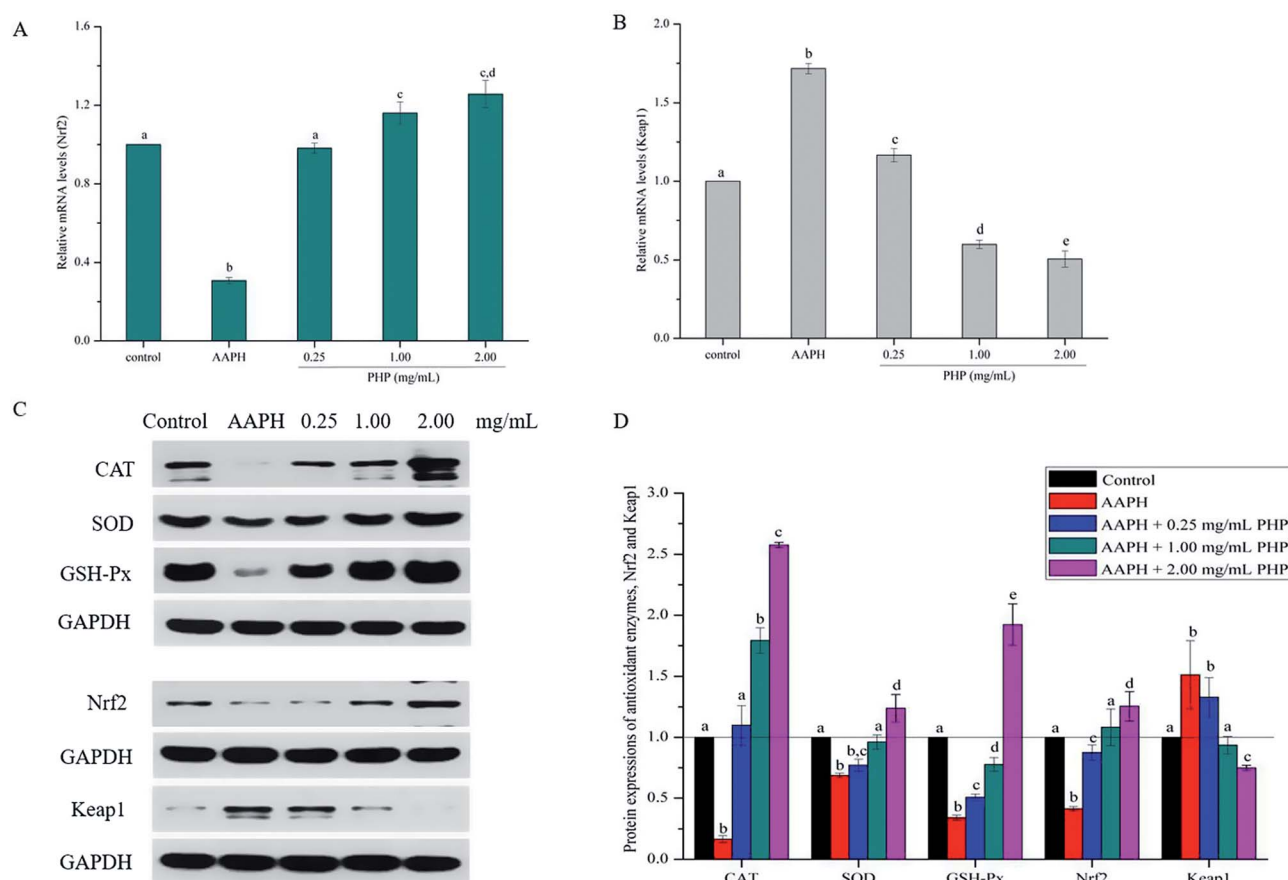 A
Relative mRNA levels (Nrf2)
1.6
1.2
0.8
0.4
0.0
a
b
a
c
c,d
control
AAPH
0.25
1.00
2.00
PHP (mg/mL)
B
Relative mRNA levels (Keap1)
2.0
1.5
1.0
0.5
0.0
a
b
c
d
e
control
AAPH
0.25
1.00
2.00
PHP (mg/mL)
C
Control AAPH 0.25 1.00 2.00 mg/mL
CAT
SOD
GSH-Px
GAPDH
Nrf2
GAPDH
Keap1
GAPDH
D
Control
AAPH
AAPH + 0.25 mg/mL PHP
AAPH + 1.00 mg/mL PHP
AAPH + 2.00 mg/mL PHP
Protein expressions of antioxidant enzymes, Nrf2 and Keap1
3.0
2.5
2.0
1.5
1.0
0.5
0.0
a b a b c
a b b,c a d
a b c d e
a b c a d
a b b a c
CAT SOD GSH-Px Nrf2 Keap1